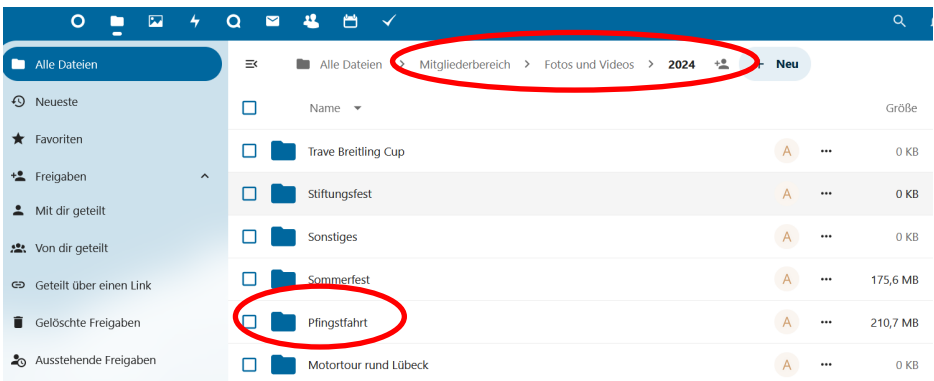 Alle Dateien
Neueste
Favoriten
Freigaben
Mit dir geteilt
Von dir geteilt
Geteilt über einen Link
Gelöschte Freigaben
Ausstehende Freigaben
Alle Dateien > Mitgliederbereich > Fotos und Videos > 2024 + Neu
Name Größe
Trave Breitling Cup A ••• 0 KB
Stiftungsfest A ••• 0 KB
Sonstiges A ••• 0 KB
Sommerfest A ••• 175,6 MB
Pfingstfahrt A ••• 210,7 MB
Motortour rund Lübeck A ••• 0 KB